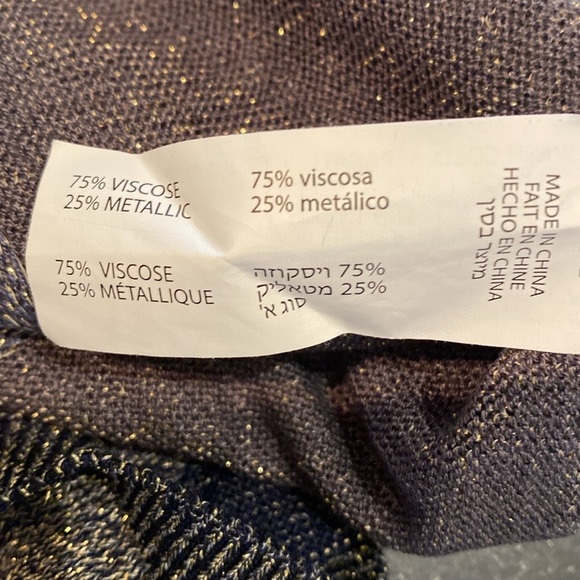 75% VISCOSE
25% METALLIC
75% viscosa
25% metálico
75% VISCOSE
25% MÉTALLIQUE
75% ויסקוזה
25% מטאליק
סוג א'
MADE IN CHINA
FAIT EN CHINE
HECHO EN CHINA
מיוצר בסין